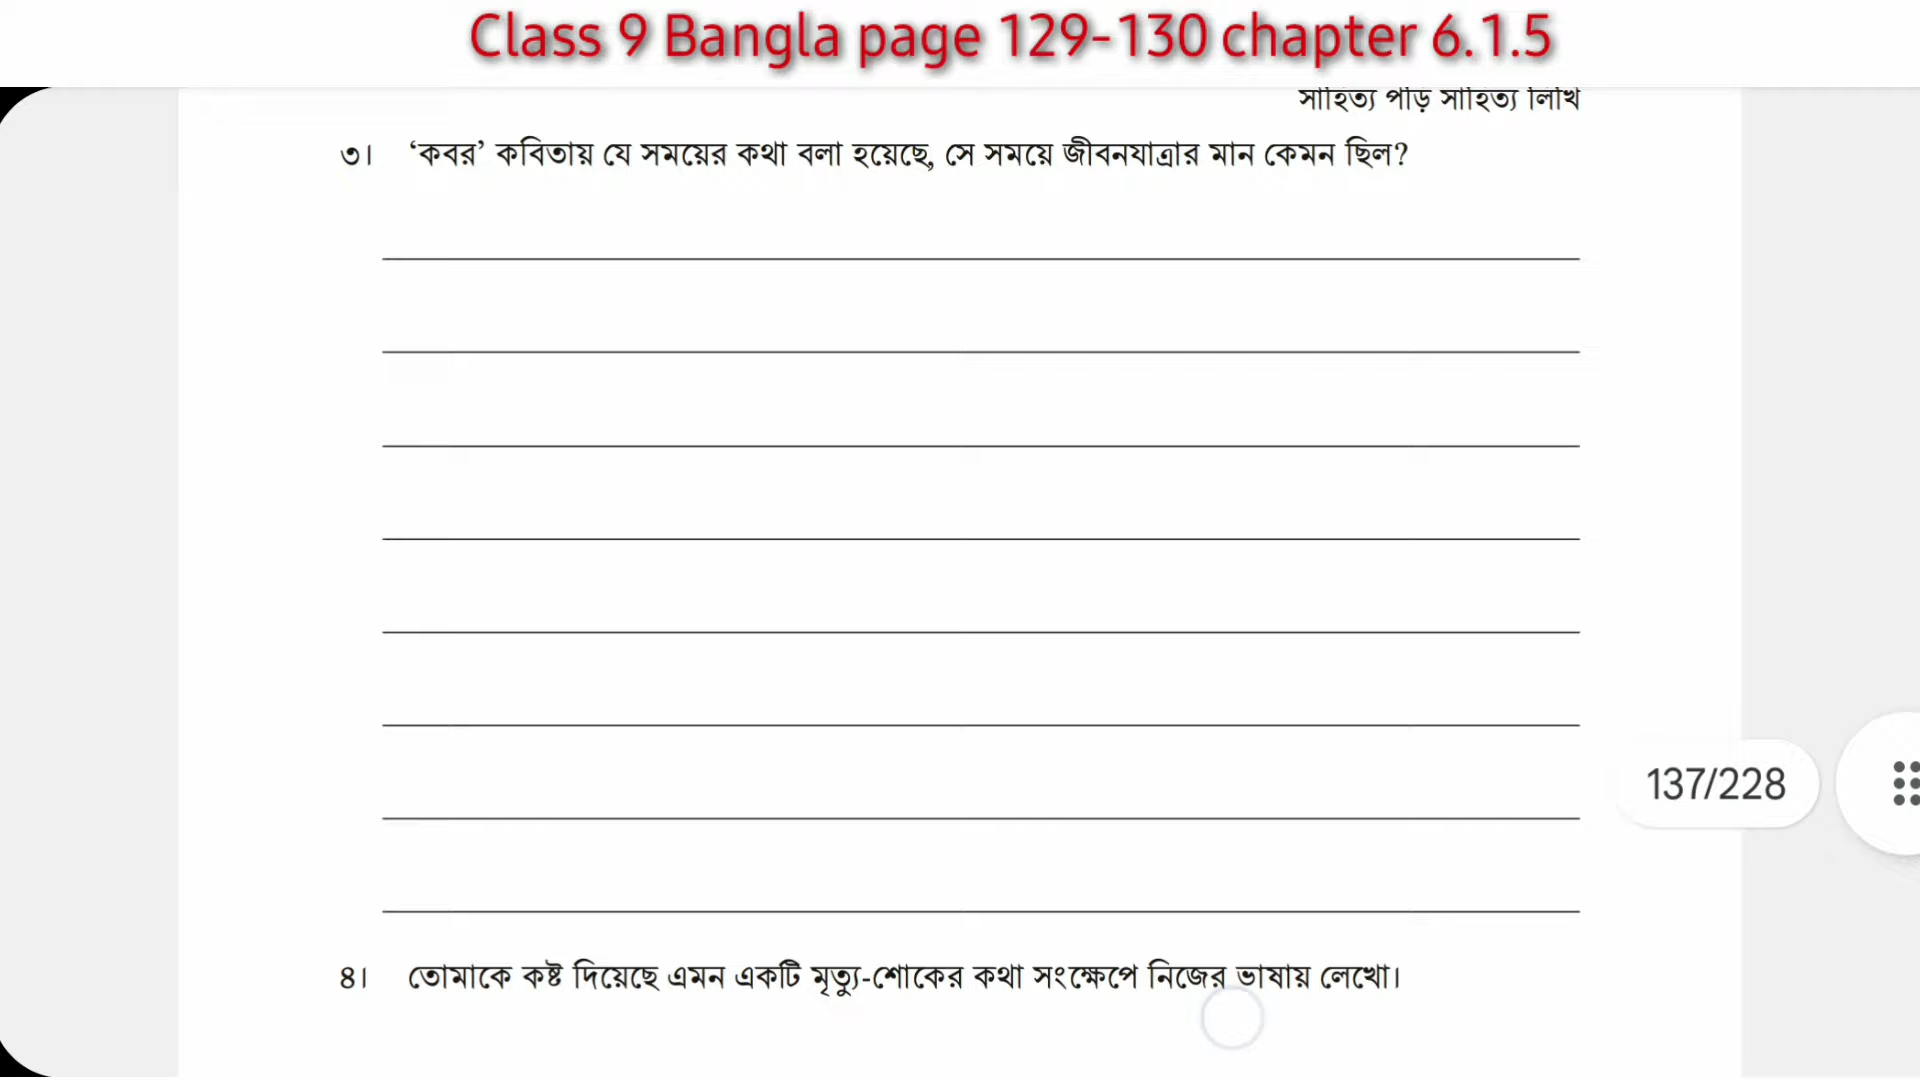 Class 9 Bangla page 129-130 chapter 6.1.5
সাহিত্য পড়ি সাহিত্য লিখি
৩। ‘কবর’ কবিতায় যে সময়ের কথা বলা হয়েছে, সে সময়ে জীবনযাত্রার মান কেমন ছিল?
137/228
৪। তোমাকে কষ্ট দিয়েছে এমন একটি মৃত্যু-শোকের কথা সংক্ষেপে নিজের ভাষায় লেখো।